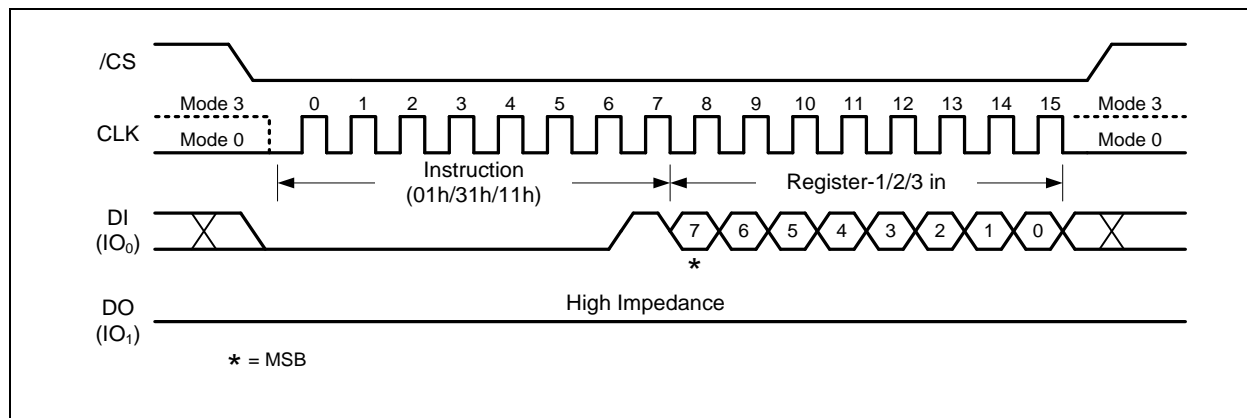 /CS
Mode 3 0 1 2 3 4 5 6 7 8 9 10 11 12 13 14 15 Mode 3
CLK
Mode 0 Mode 0
Instruction
(01h/31h/11h)
Register-1/2/3 in
DI
(IO₀)
7 6 5 4 3 2 1 0
*
High Impedance
DO
(IO₁)
* = MSB